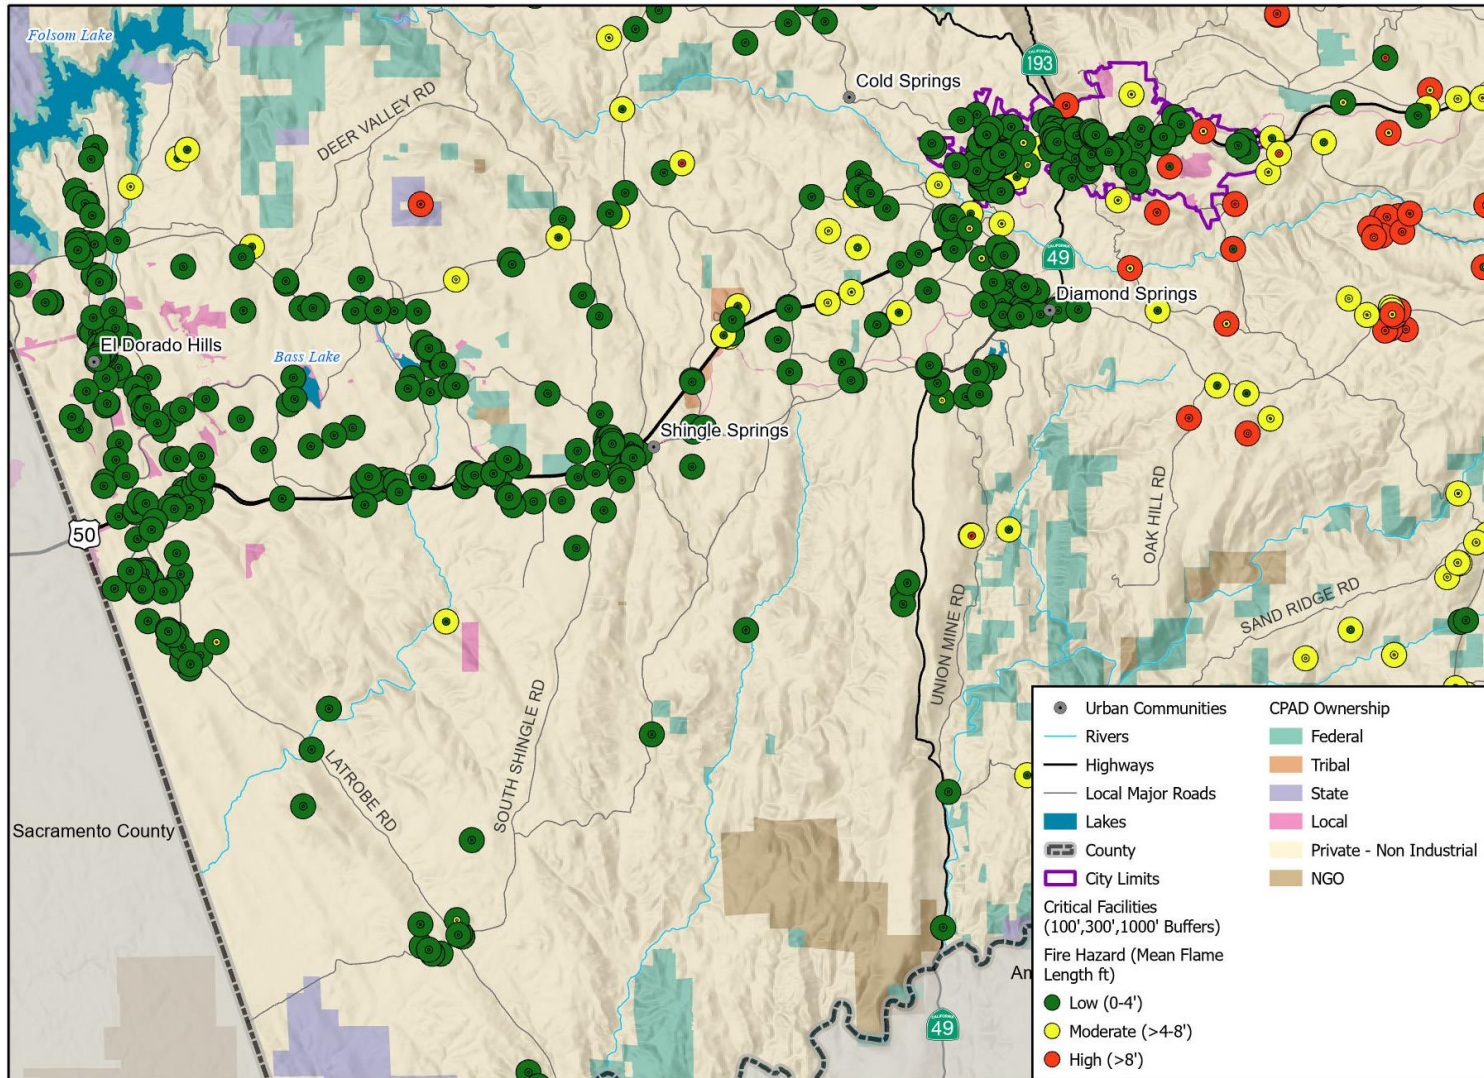 Folsom Lake
CALIFORNIA
193
Cold Springs
DEER VALLEY RD
CALIFORNIA
49
Diamond Springs
El Dorado Hills
Bass Lake
Shingle Springs
50
OAK HILL RD
SAND RIDGE RD
UNION MINE RD
SOUTH SHINGLE RD
LATROBE RD
Sacramento County
Am
CALIFORNIA
49
Urban Communities
Rivers
Highways
Local Major Roads
Lakes
County
City Limits
Critical Facilities
(100',300',1000' Buffers)
Fire Hazard (Mean Flame
Length ft)
Low (0-4')
Moderate (>4-8')
High (>8')
CPAD Ownership
Federal
Tribal
State
Local
Private - Non Industrial
NGO